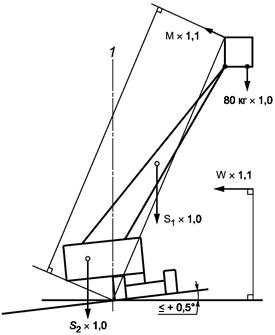 1
M × 1,1
80 кг × 1,0
W × 1,1
S₁ × 1,0
≤ + 0,5°
S₂ × 1,0